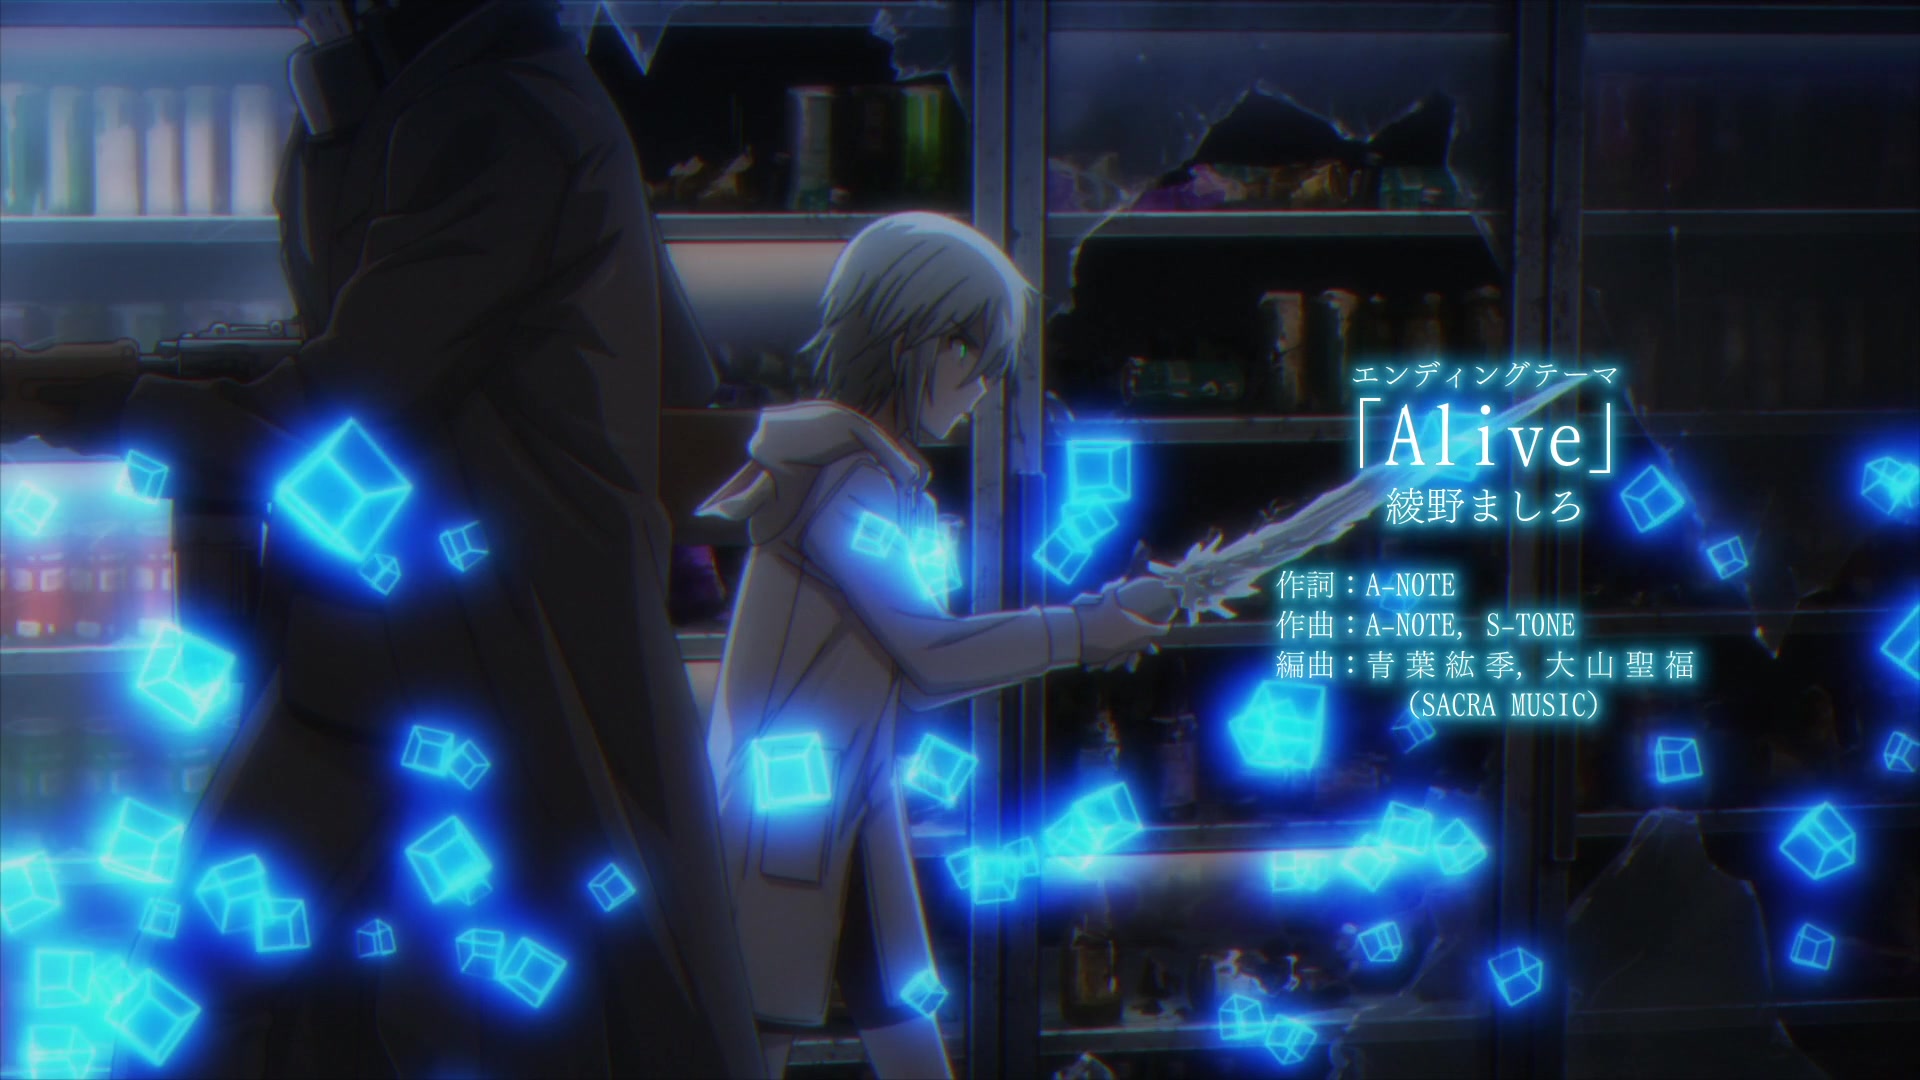 エンディングテーマ
「Alive」
綾野ましろ
作詞：A-NOTE
作曲：A-NOTE, S-TONE
編曲：青葉紘季, 大山聖福
(SACRA MUSIC)